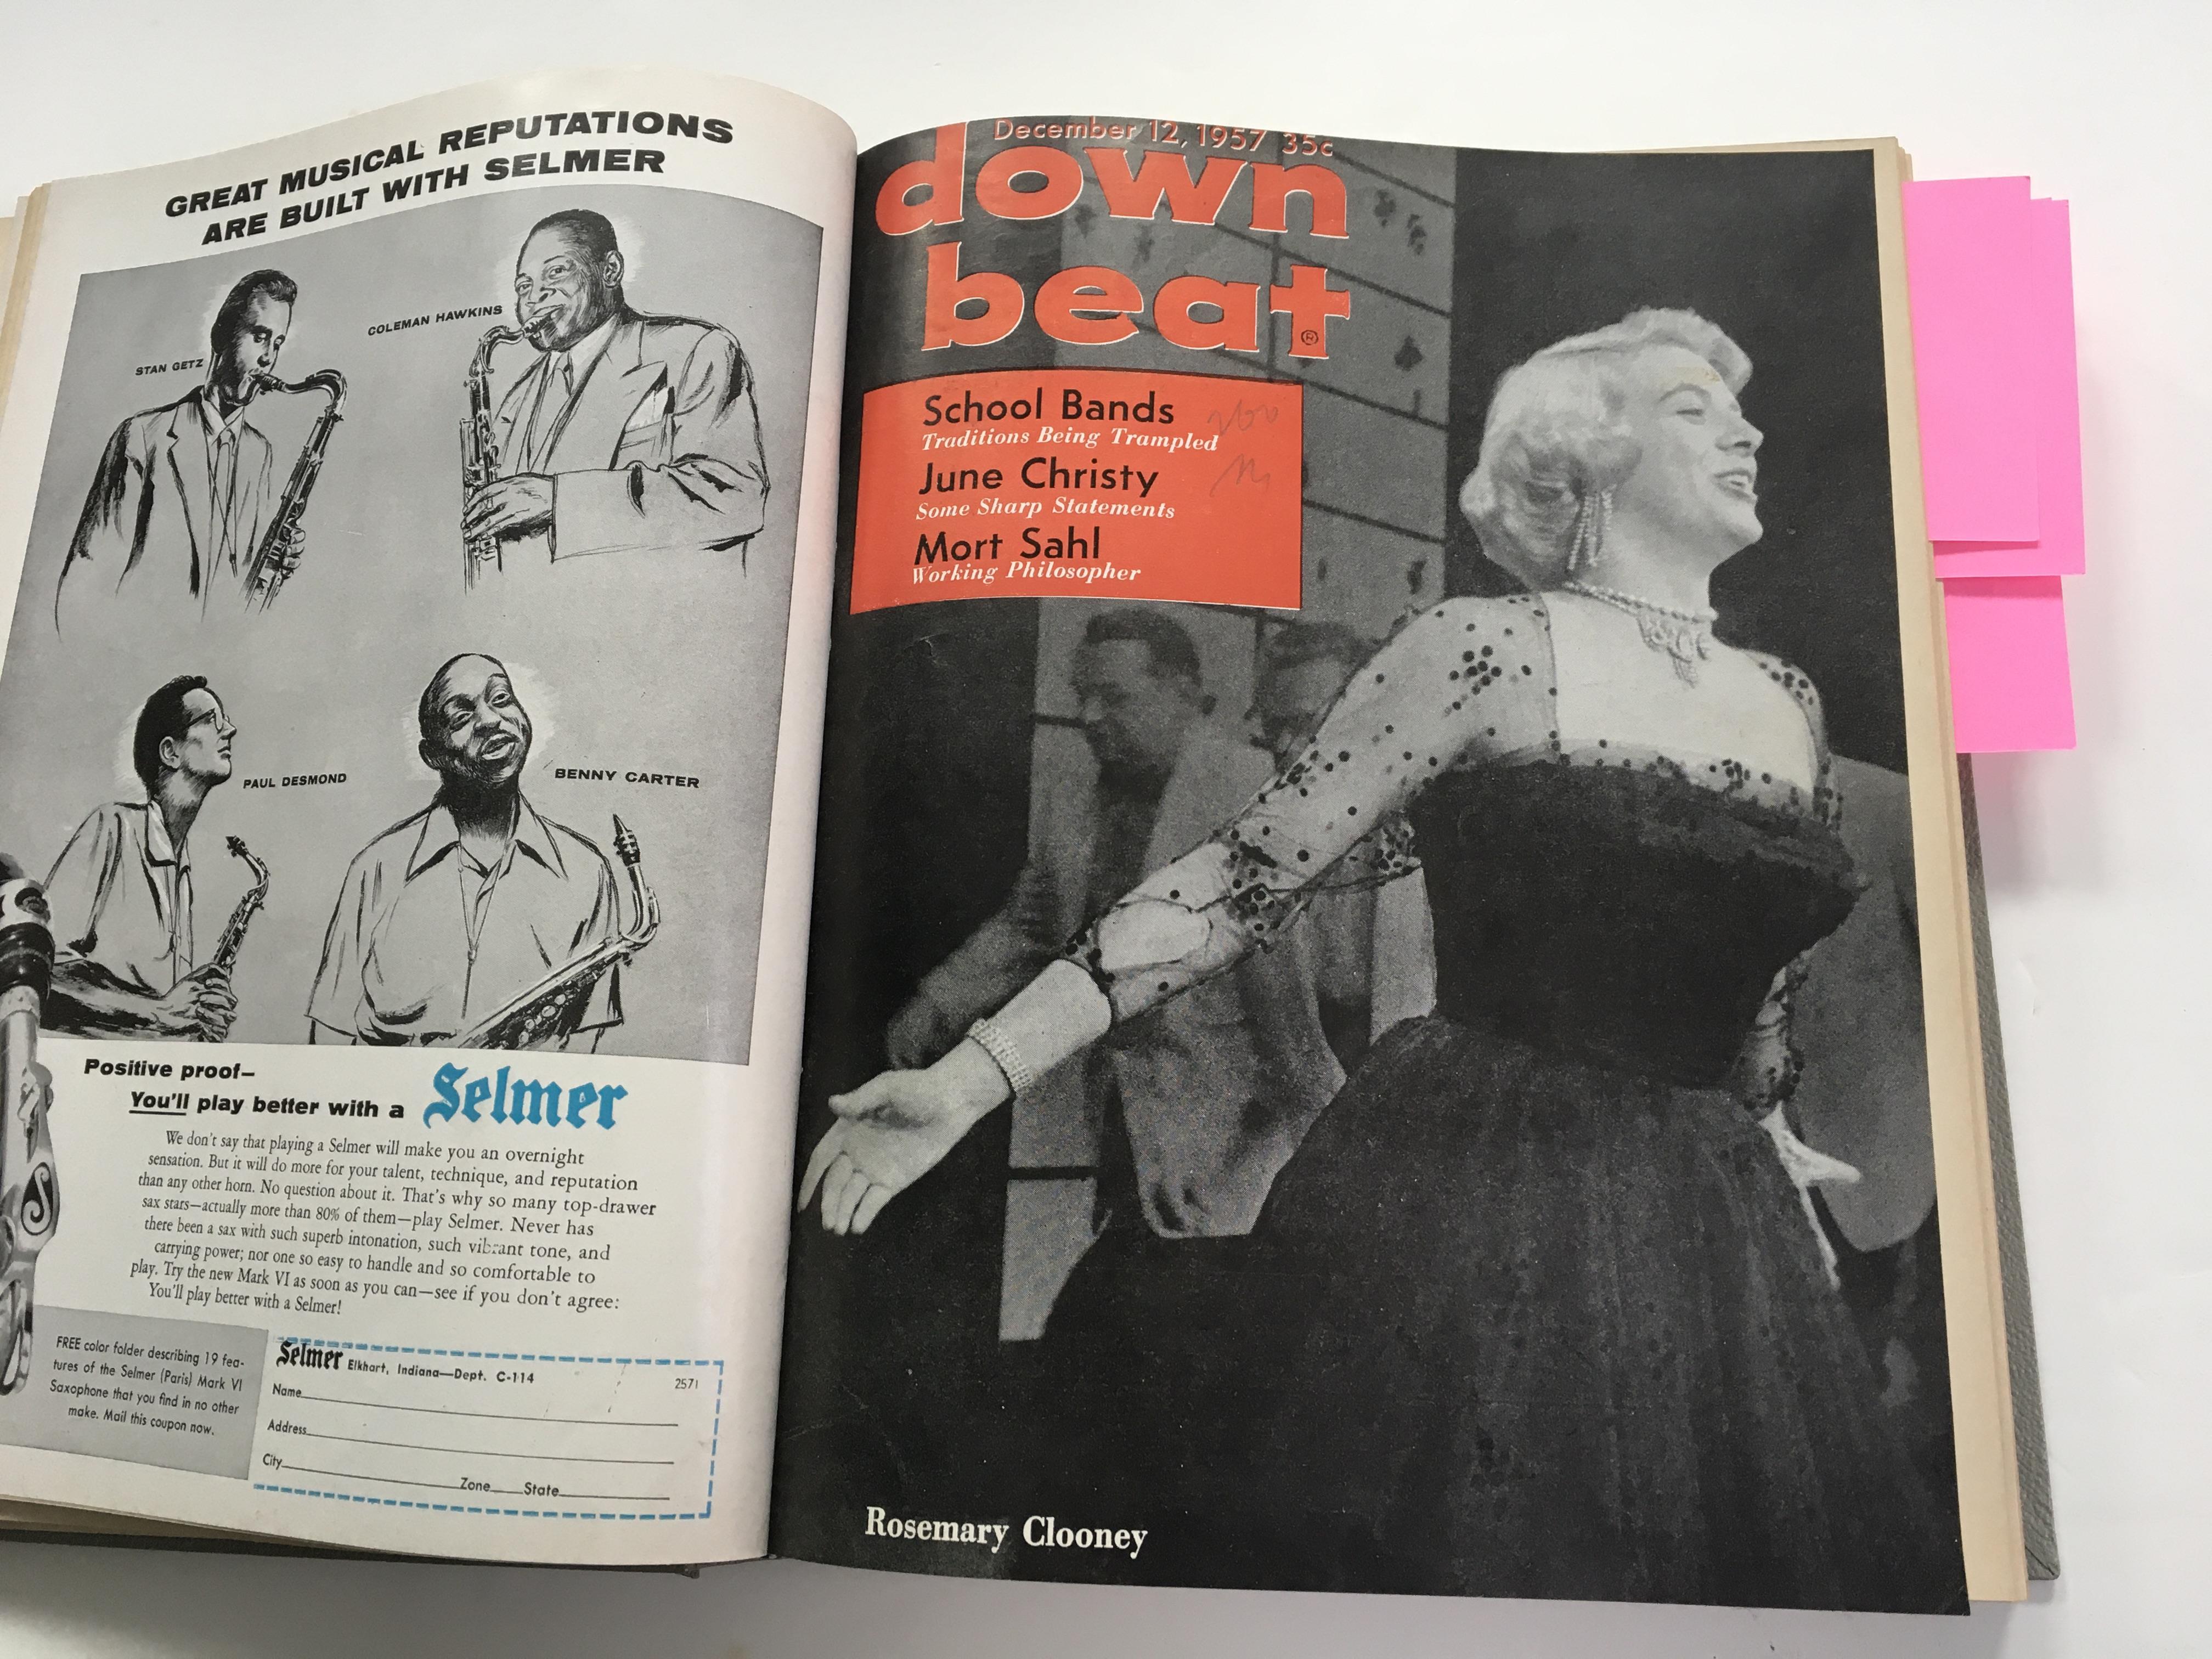 GREAT MUSICAL REPUTATIONS
ARE BUILT WITH SELMER
STAN GETZ
COLEMAN HAWKINS
PAUL DESMOND
BENNY CARTER
Positive proof—
You'll play better with a Selmer
We don't say that playing a Selmer will make you an overnight
sensation. But it will do more for your talent, technique, and reputation
than any other horn. No question about it. That's why so many top-drawer
sax stars—actually more than 80% of them—play Selmer. Never has
there been a sax with such superb intonation, such vibrant tone, and
carrying power; nor one so easy to handle and so comfortable to
play. Try the new Mark VI as soon as you can—see if you don't agree:
You'll play better with a Selmer!
FREE color folder describing 19 fea-
tures of the Selmer (Paris) Mark VI
Saxophone that you find in no other
make. Mail this coupon now.
Selmer Elkhart, Indiana—Dept. C-114
2571
Name
Address
City
Zone State
S
December 12, 1957 35c
down
beat®
School Bands
Traditions Being Trampled
June Christy
Some Sharp Statements
Mort Sahl
Working Philosopher
Rosemary Clooney